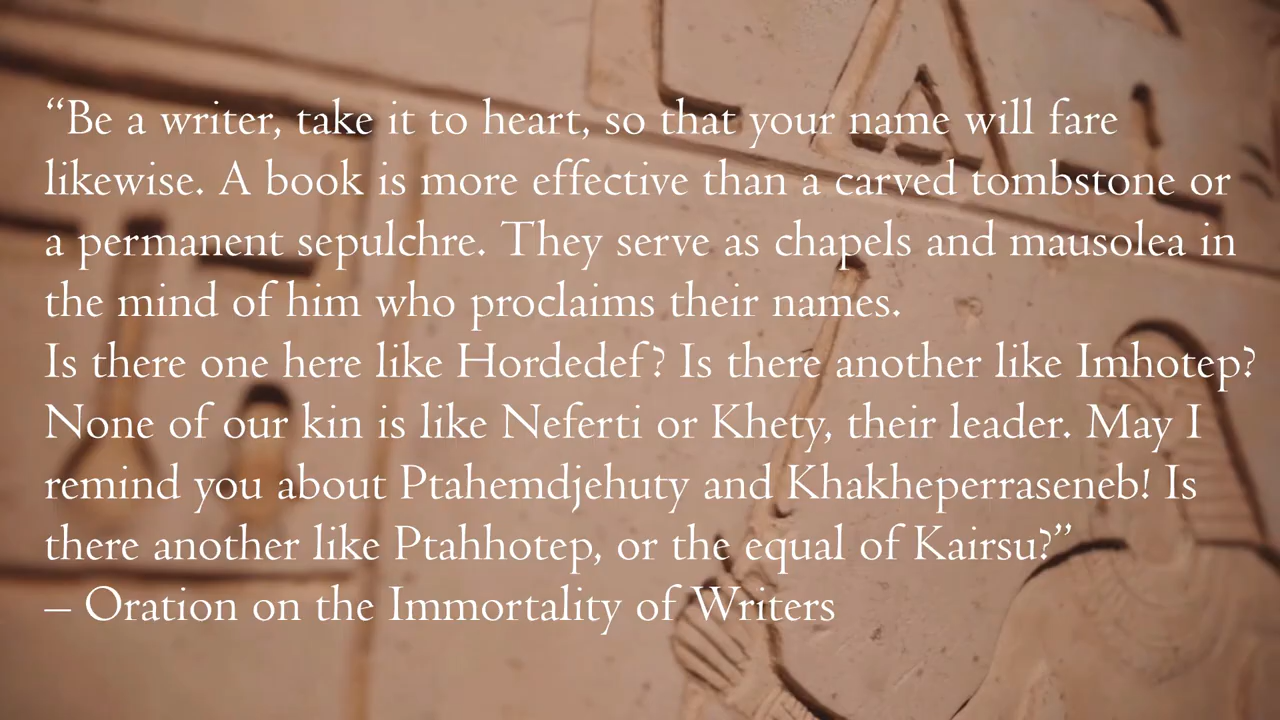 “Be a writer, take it to heart, so that your name will fare
likewise. A book is more effective than a carved tombstone or
a permanent sepulchre. They serve as chapels and mausolea in
the mind of him who proclaims their names.
Is there one here like Hordedef? Is there another like Imhotep?
None of our kin is like Neferti or Khety, their leader. May I
remind you about Ptahemdjehuty and Khakheperraseneb! Is
there another like Ptahhotep, or the equal of Kairsu?”
– Oration on the Immortality of Writers